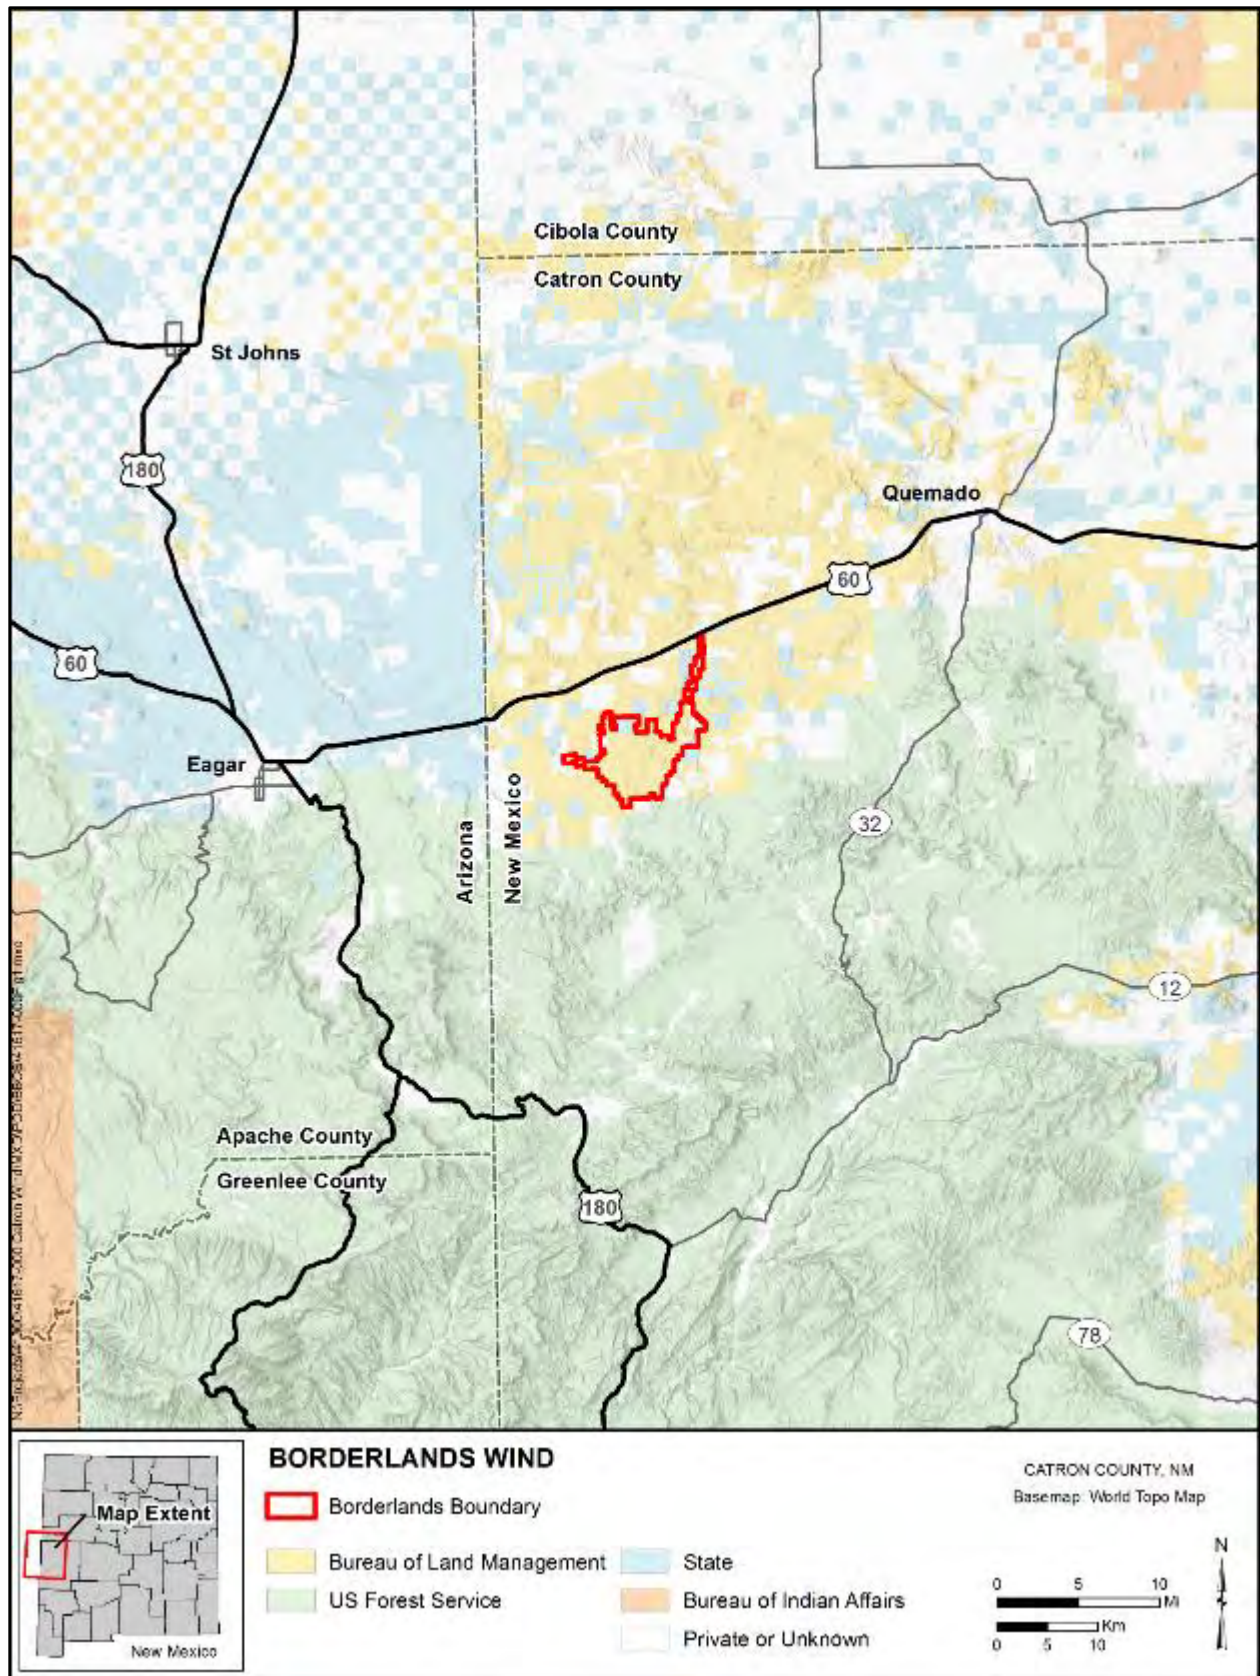 Cibola County
Catron County
St Johns
180
Quemado
60
60
Eagar
Arizona
New Mexico
32
12
Apache County
Greenlee County
180
78
BORDERLANDS WIND
Borderlands Boundary
Bureau of Land Management
State
US Forest Service
Bureau of Indian Affairs
Private or Unknown
Map Extent
New Mexico
CATRON COUNTY, NM
Basemap: World Topo Map
N
0 5 10
Mi
Km
0 5 10